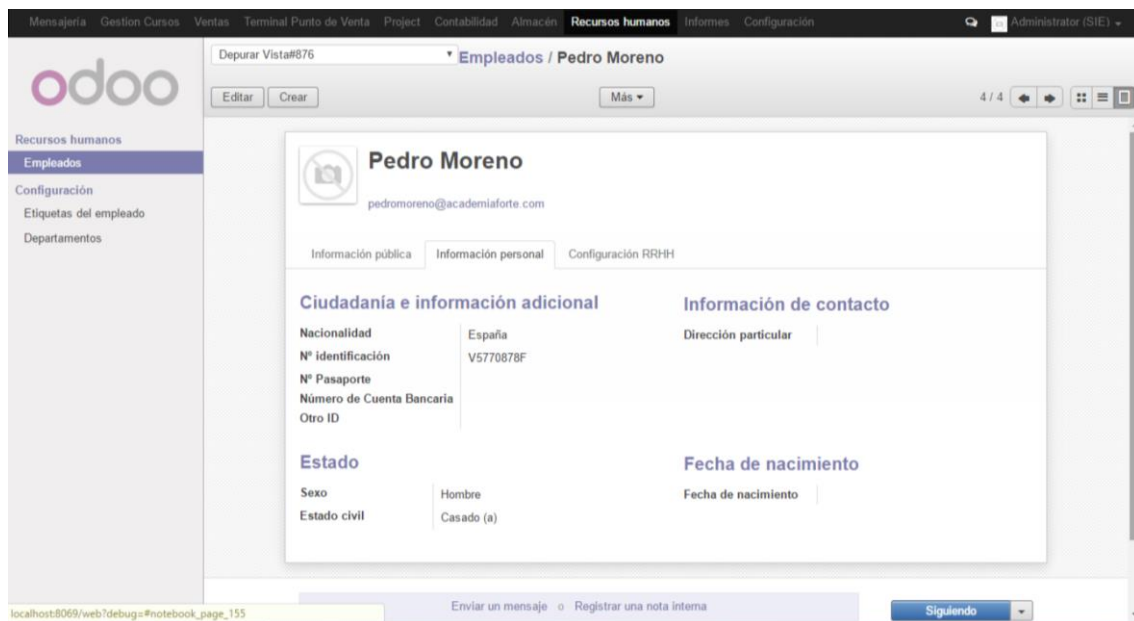 Mensajería Gestion Cursos Ventas Terminal Punto de Venta Project Contabilidad Almacén Recursos humanos Informes Configuración Administrator (SIE)
odoo
Depurar Vista#876
Empleados / Pedro Moreno
Editar Crear Más 4 / 4
Recursos humanos
Empleados
Configuración
Etiquetas del empleado
Departamentos
Pedro Moreno
pedromoreno@academiaforte.com
Información pública Información personal Configuración RRHH
Ciudadanía e información adicional
Nacionalidad España
Nº identificación V5770878F
Nº Pasaporte
Número de Cuenta Bancaria
Otro ID
Información de contacto
Dirección particular
Estado
Sexo Hombre
Estado civil Casado (a)
Fecha de nacimiento
Fecha de nacimiento
Enviar un mensaje o Registrar una nota interna
Siguiendo
localhost:8069/web?debug=#notebook_page_155